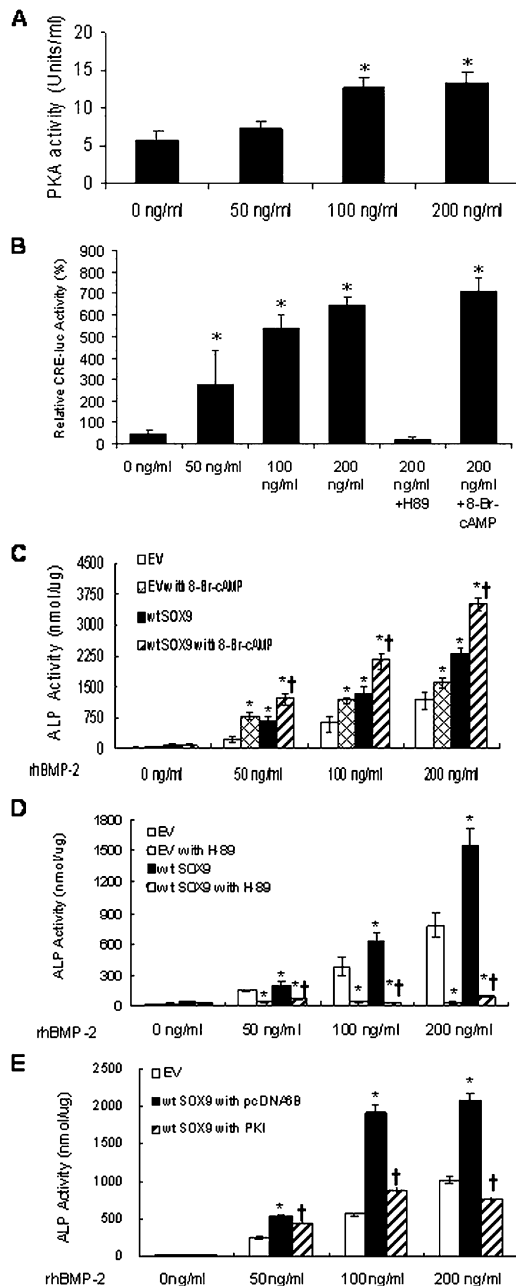 A
PKA activity (Units/ml)
20
15
10
5
0
*
*
0 ng/ml
50 ng/ml
100 ng/ml
200 ng/ml
B
Relative CRE-luc Activity (%)
900
800
700
600
500
400
300
200
100
0
*
*
*
*
0 ng/ml
50 ng/ml
100 ng/ml
200 ng/ml
200 ng/ml +H89
200 ng/ml +8-Br-cAMP
C
ALP Activity (nmol/ug)
4500
3750
3000
2250
1500
750
0
EV
EV with 8-Br-cAMP
wtSOX9
wtSOX9 with 8-Br-cAMP
* * *†
* * *†
* * *†
rhBMP-2
0 ng/ml
50 ng/ml
100 ng/ml
200 ng/ml
D
ALP Activity (nmol/ug)
1800
1500
1200
900
600
300
0
EV
EV with H-89
wt SOX9
wt SOX9 with H-89
* * *†
* * *†
* * *†
rhBMP-2
0 ng/ml
50 ng/ml
100 ng/ml
200 ng/ml
E
ALP Activity (nmol/ug)
2500
2000
1500
1000
500
0
EV
wt SOX9 with pcDNA6B
wt SOX9 with PKI
* †
* †
* †
rhBMP-2
0ng/ml
50ng/ml
100ng/ml
200 ng/ml